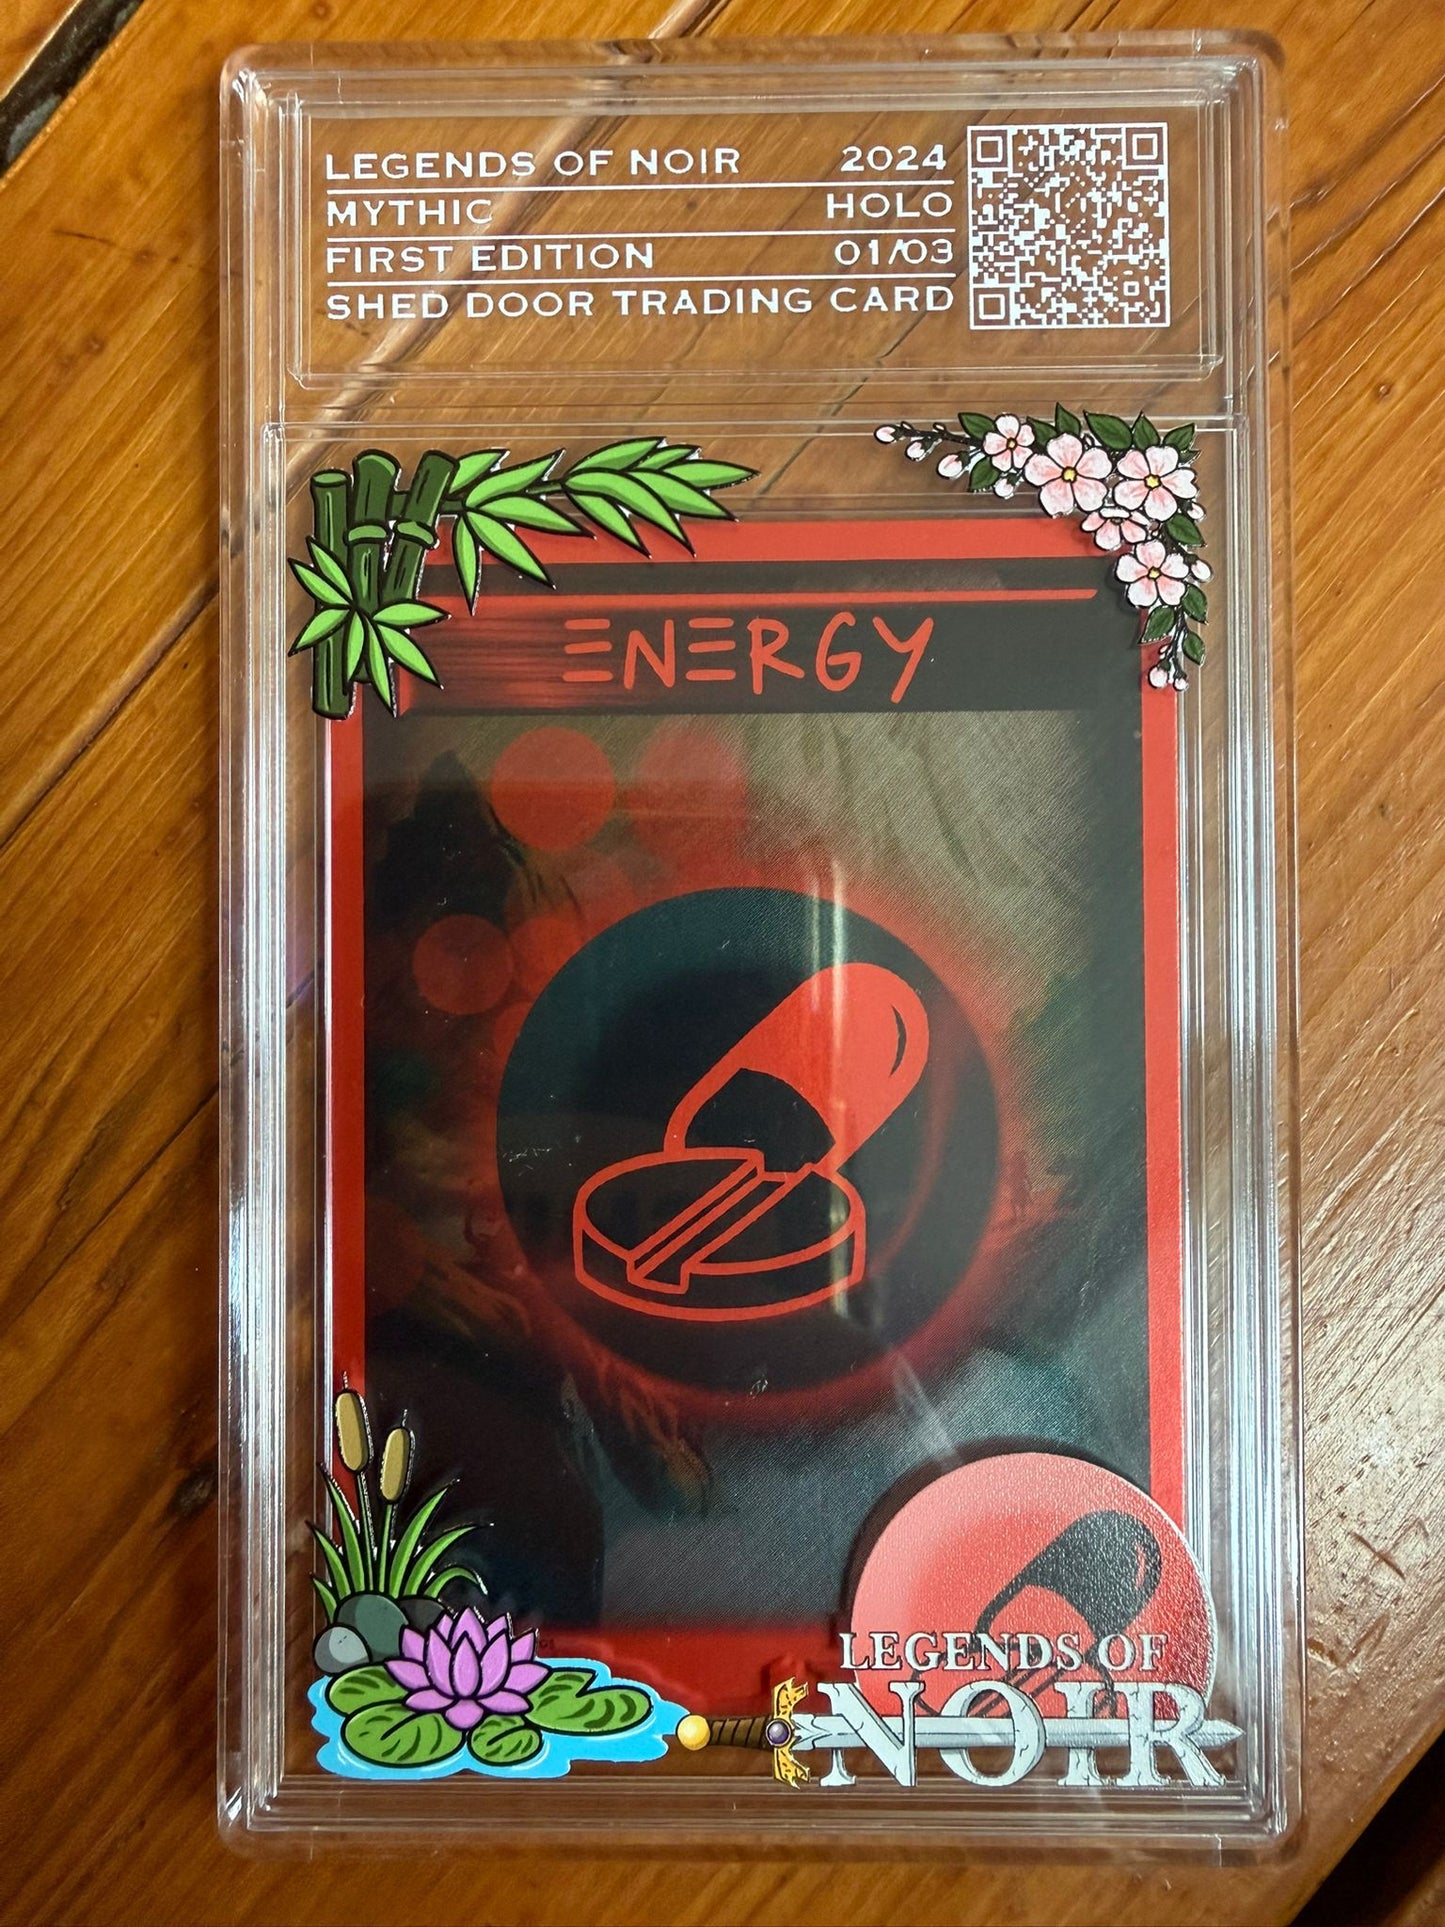 LEGENDS OF NOIR 2024
MYTHIC HOLO
FIRST EDITION 01/03
SHED DOOR TRADING CARD
ENERGY
LEGENDS OF
NOIR